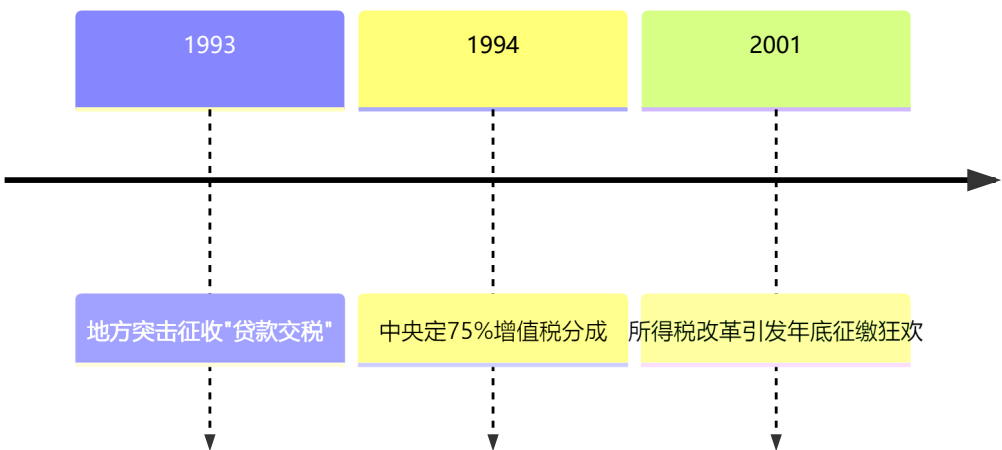 1993
1994
2001
地方突击征收"贷款交税"
中央定75%增值税分成
所得税改革引发年底征缴狂欢